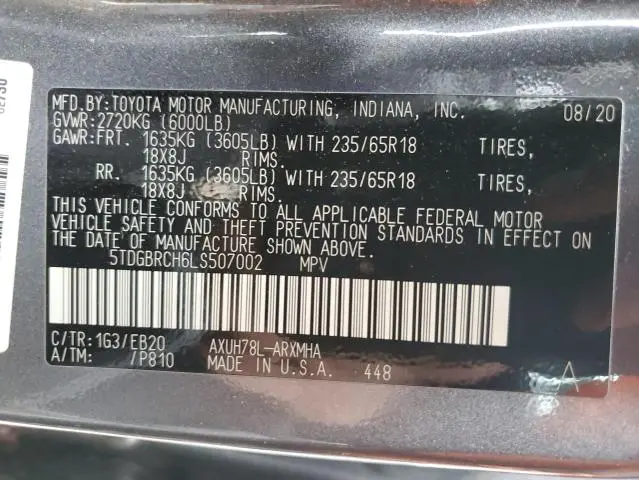 MFD.BY:TOYOTA MOTOR MANUFACTURING, INDIANA, INC. 08/20
GVWR:2720KG (6000LB)
GAWR:FRT. 1635KG (3605LB) WITH 235/65R18 TIRES,
18X8J RIMS.
RR. 1635KG (3605LB) WITH 235/65R18 TIRES,
18X8J RIMS.
THIS VEHICLE CONFORMS TO ALL APPLICABLE FEDERAL MOTOR
VEHICLE SAFETY AND THEFT PREVENTION STANDARDS IN EFFECT ON
THE DATE OF MANUFACTURE SHOWN ABOVE.
5TDGBRCH6LS507002 MPV
C/TR:1G3/EB20 AXUH78L-ARXMHA
A/TM: /P810 MADE IN U.S.A. 448
A